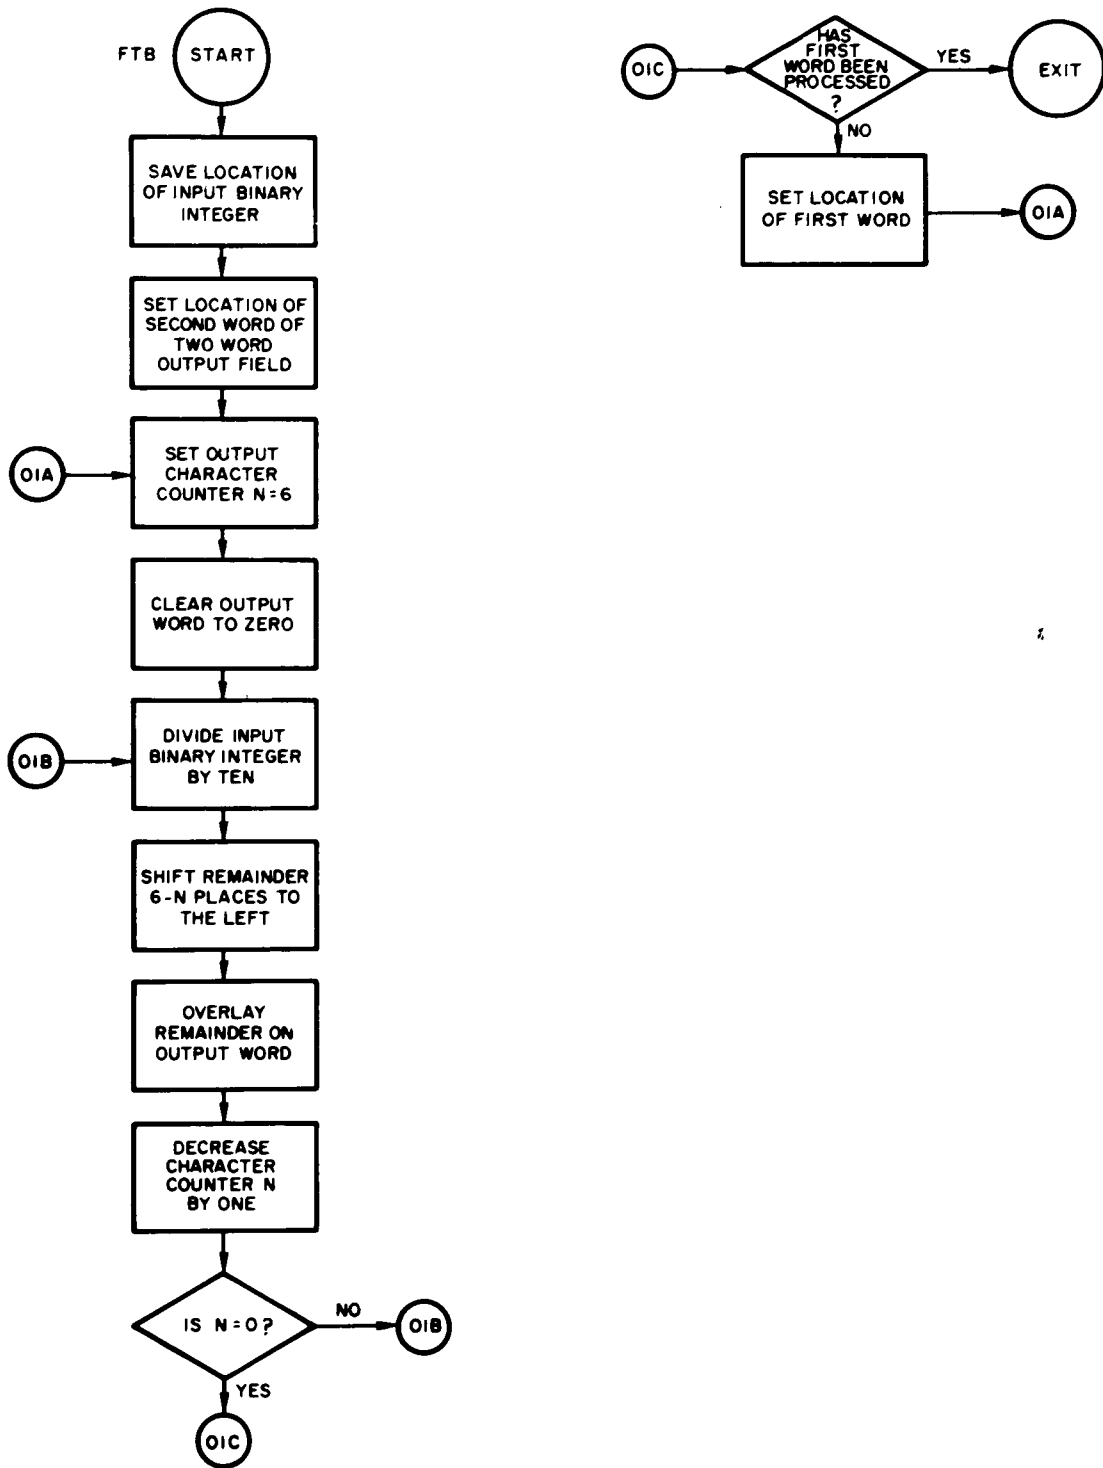 FTB
START
SAVE LOCATION
OF INPUT BINARY
INTEGER
SET LOCATION OF
SECOND WORD OF
TWO WORD
OUTPUT FIELD
01A
SET OUTPUT
CHARACTER
COUNTER N=6
CLEAR OUTPUT
WORD TO ZERO
01B
DIVIDE INPUT
BINARY INTEGER
BY TEN
SHIFT REMAINDER
6-N PLACES TO
THE LEFT
OVERLAY
REMAINDER ON
OUTPUT WORD
DECREASE
CHARACTER
COUNTER N
BY ONE
IS N=0?
NO
01B
YES
01C
01C
HAS
FIRST
WORD BEEN
PROCESSED
?
YES
EXIT
NO
SET LOCATION
OF FIRST WORD
01A